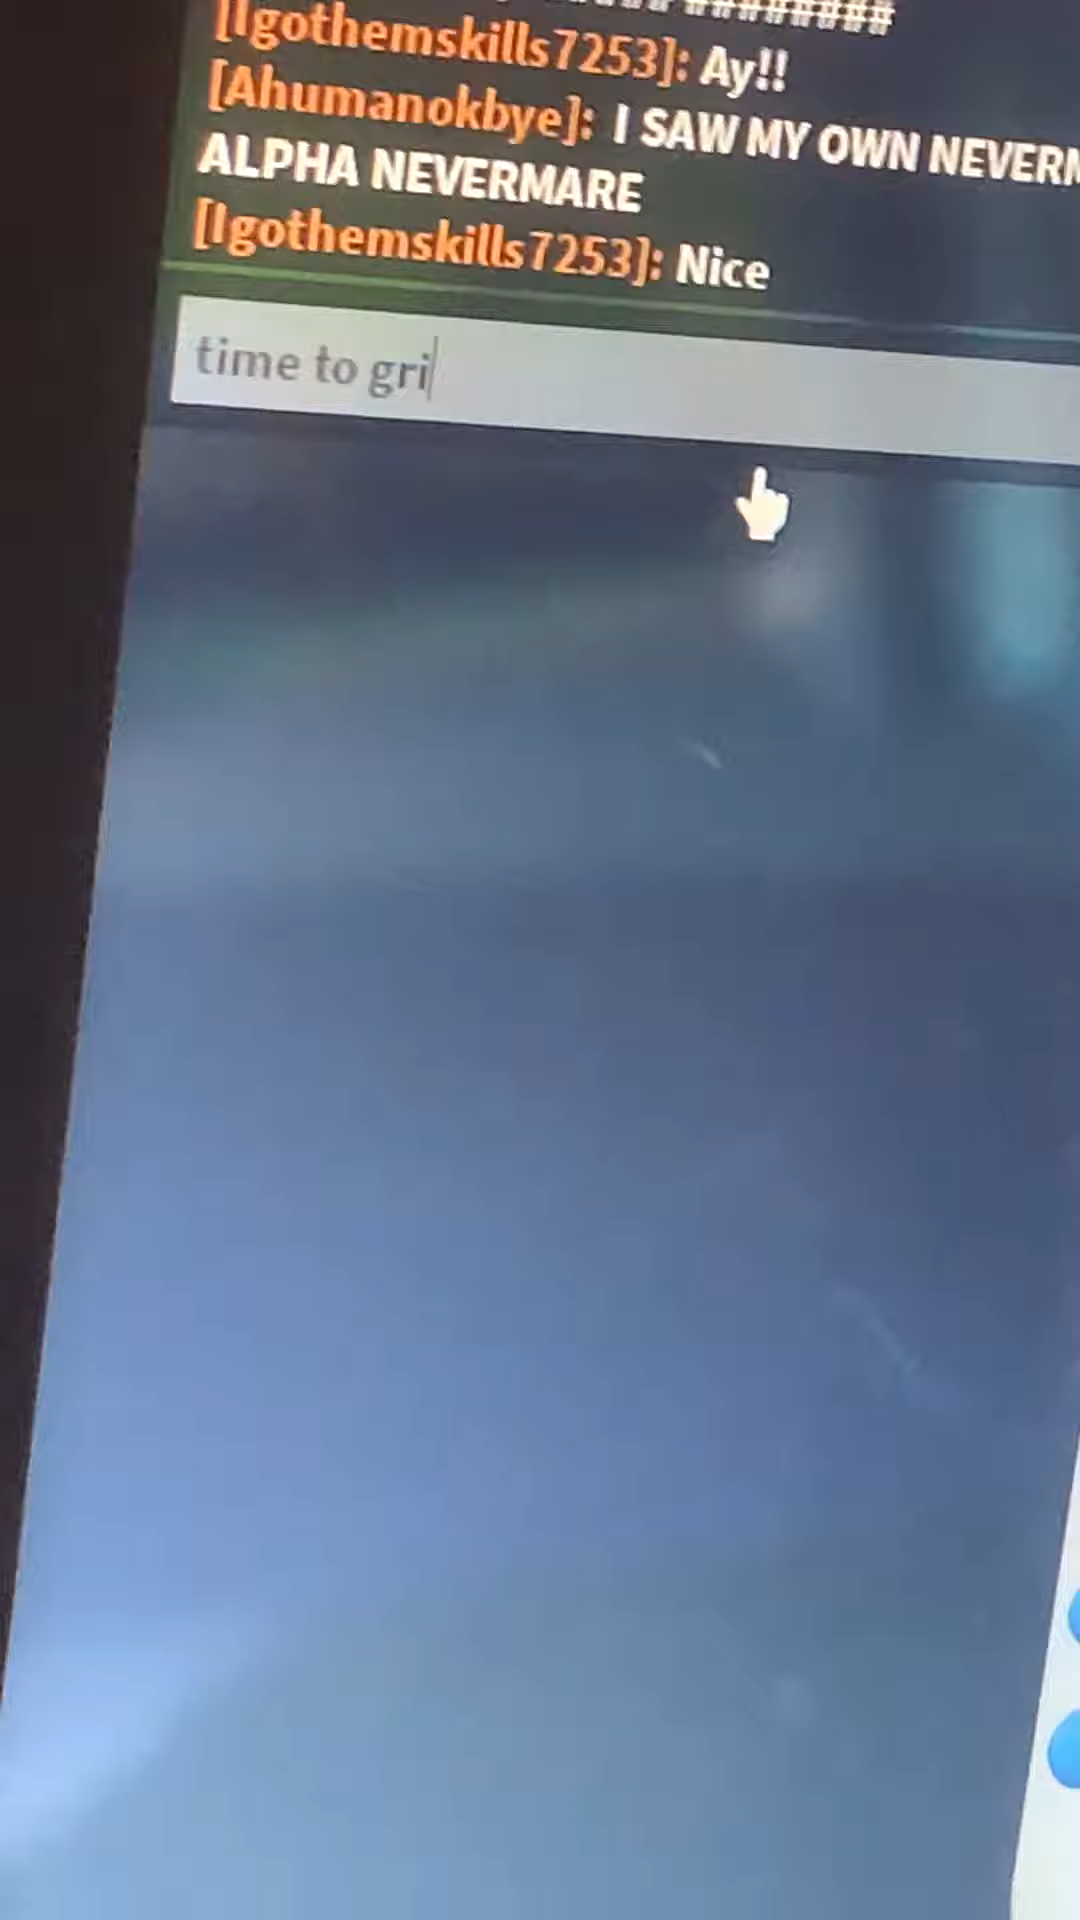 ########
[Igothemskills7253]: Ay!!
[Ahumanokbye]: I SAW MY OWN
ALPHA NEVERMARE
[Igothemskills7253]: Nice
time to gri